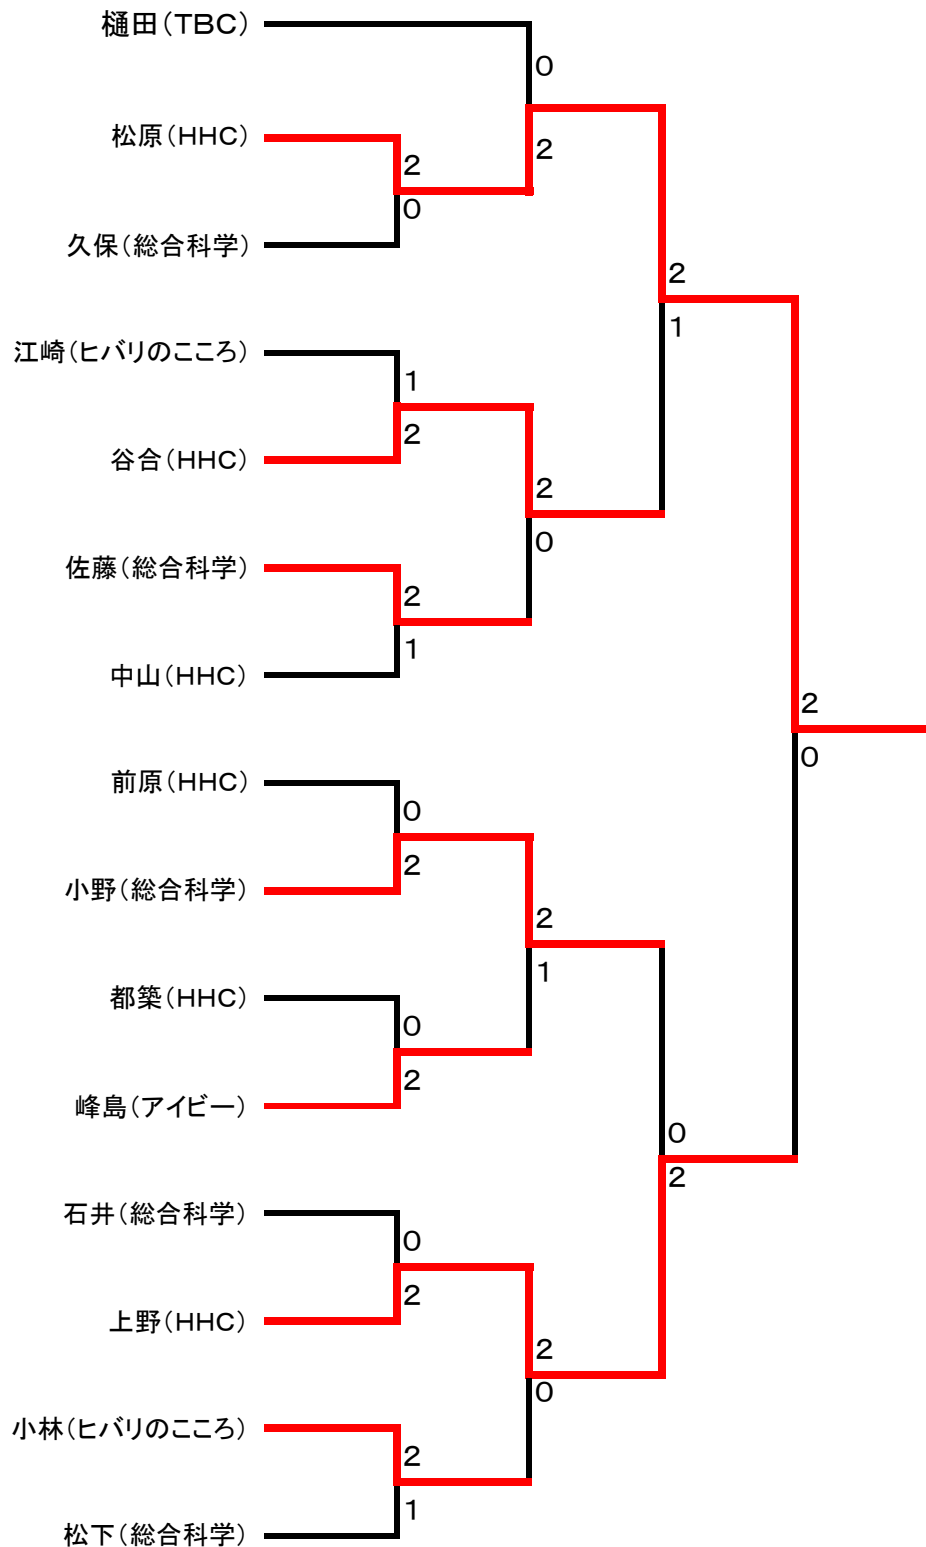 樋田（TBC）
0
松原（HHC）
2
2
0
久保（総合科学）
2
1
江崎（ヒバリのこころ）
1
2
谷合（HHC）
2
0
佐藤（総合科学）
2
1
中山（HHC）
2
0
前原（HHC）
0
2
小野（総合科学）
2
1
都築（HHC）
0
2
峰島（アイビー）
0
2
石井（総合科学）
0
2
上野（HHC）
2
0
小林（ヒバリのこころ）
2
1
松下（総合科学）